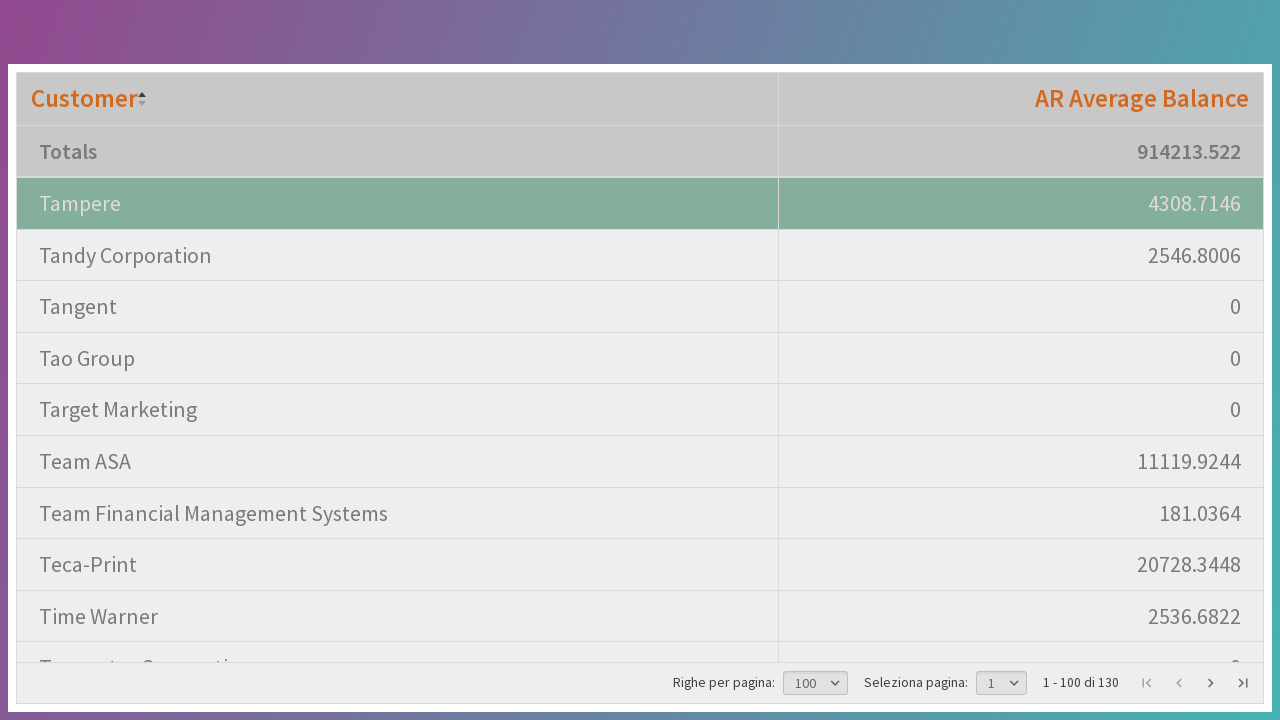 Customer AR Average Balance
Totals 914213.522
Tampere 4308.7146
Tandy Corporation 2546.8006
Tangent 0
Tao Group 0
Target Marketing 0
Team ASA 11119.9244
Team Financial Management Systems 181.0364
Teca-Print 20728.3448
Time Warner 2536.6822
Righe per pagina: 100 Seleziona pagina: 1 1 - 100 di 130